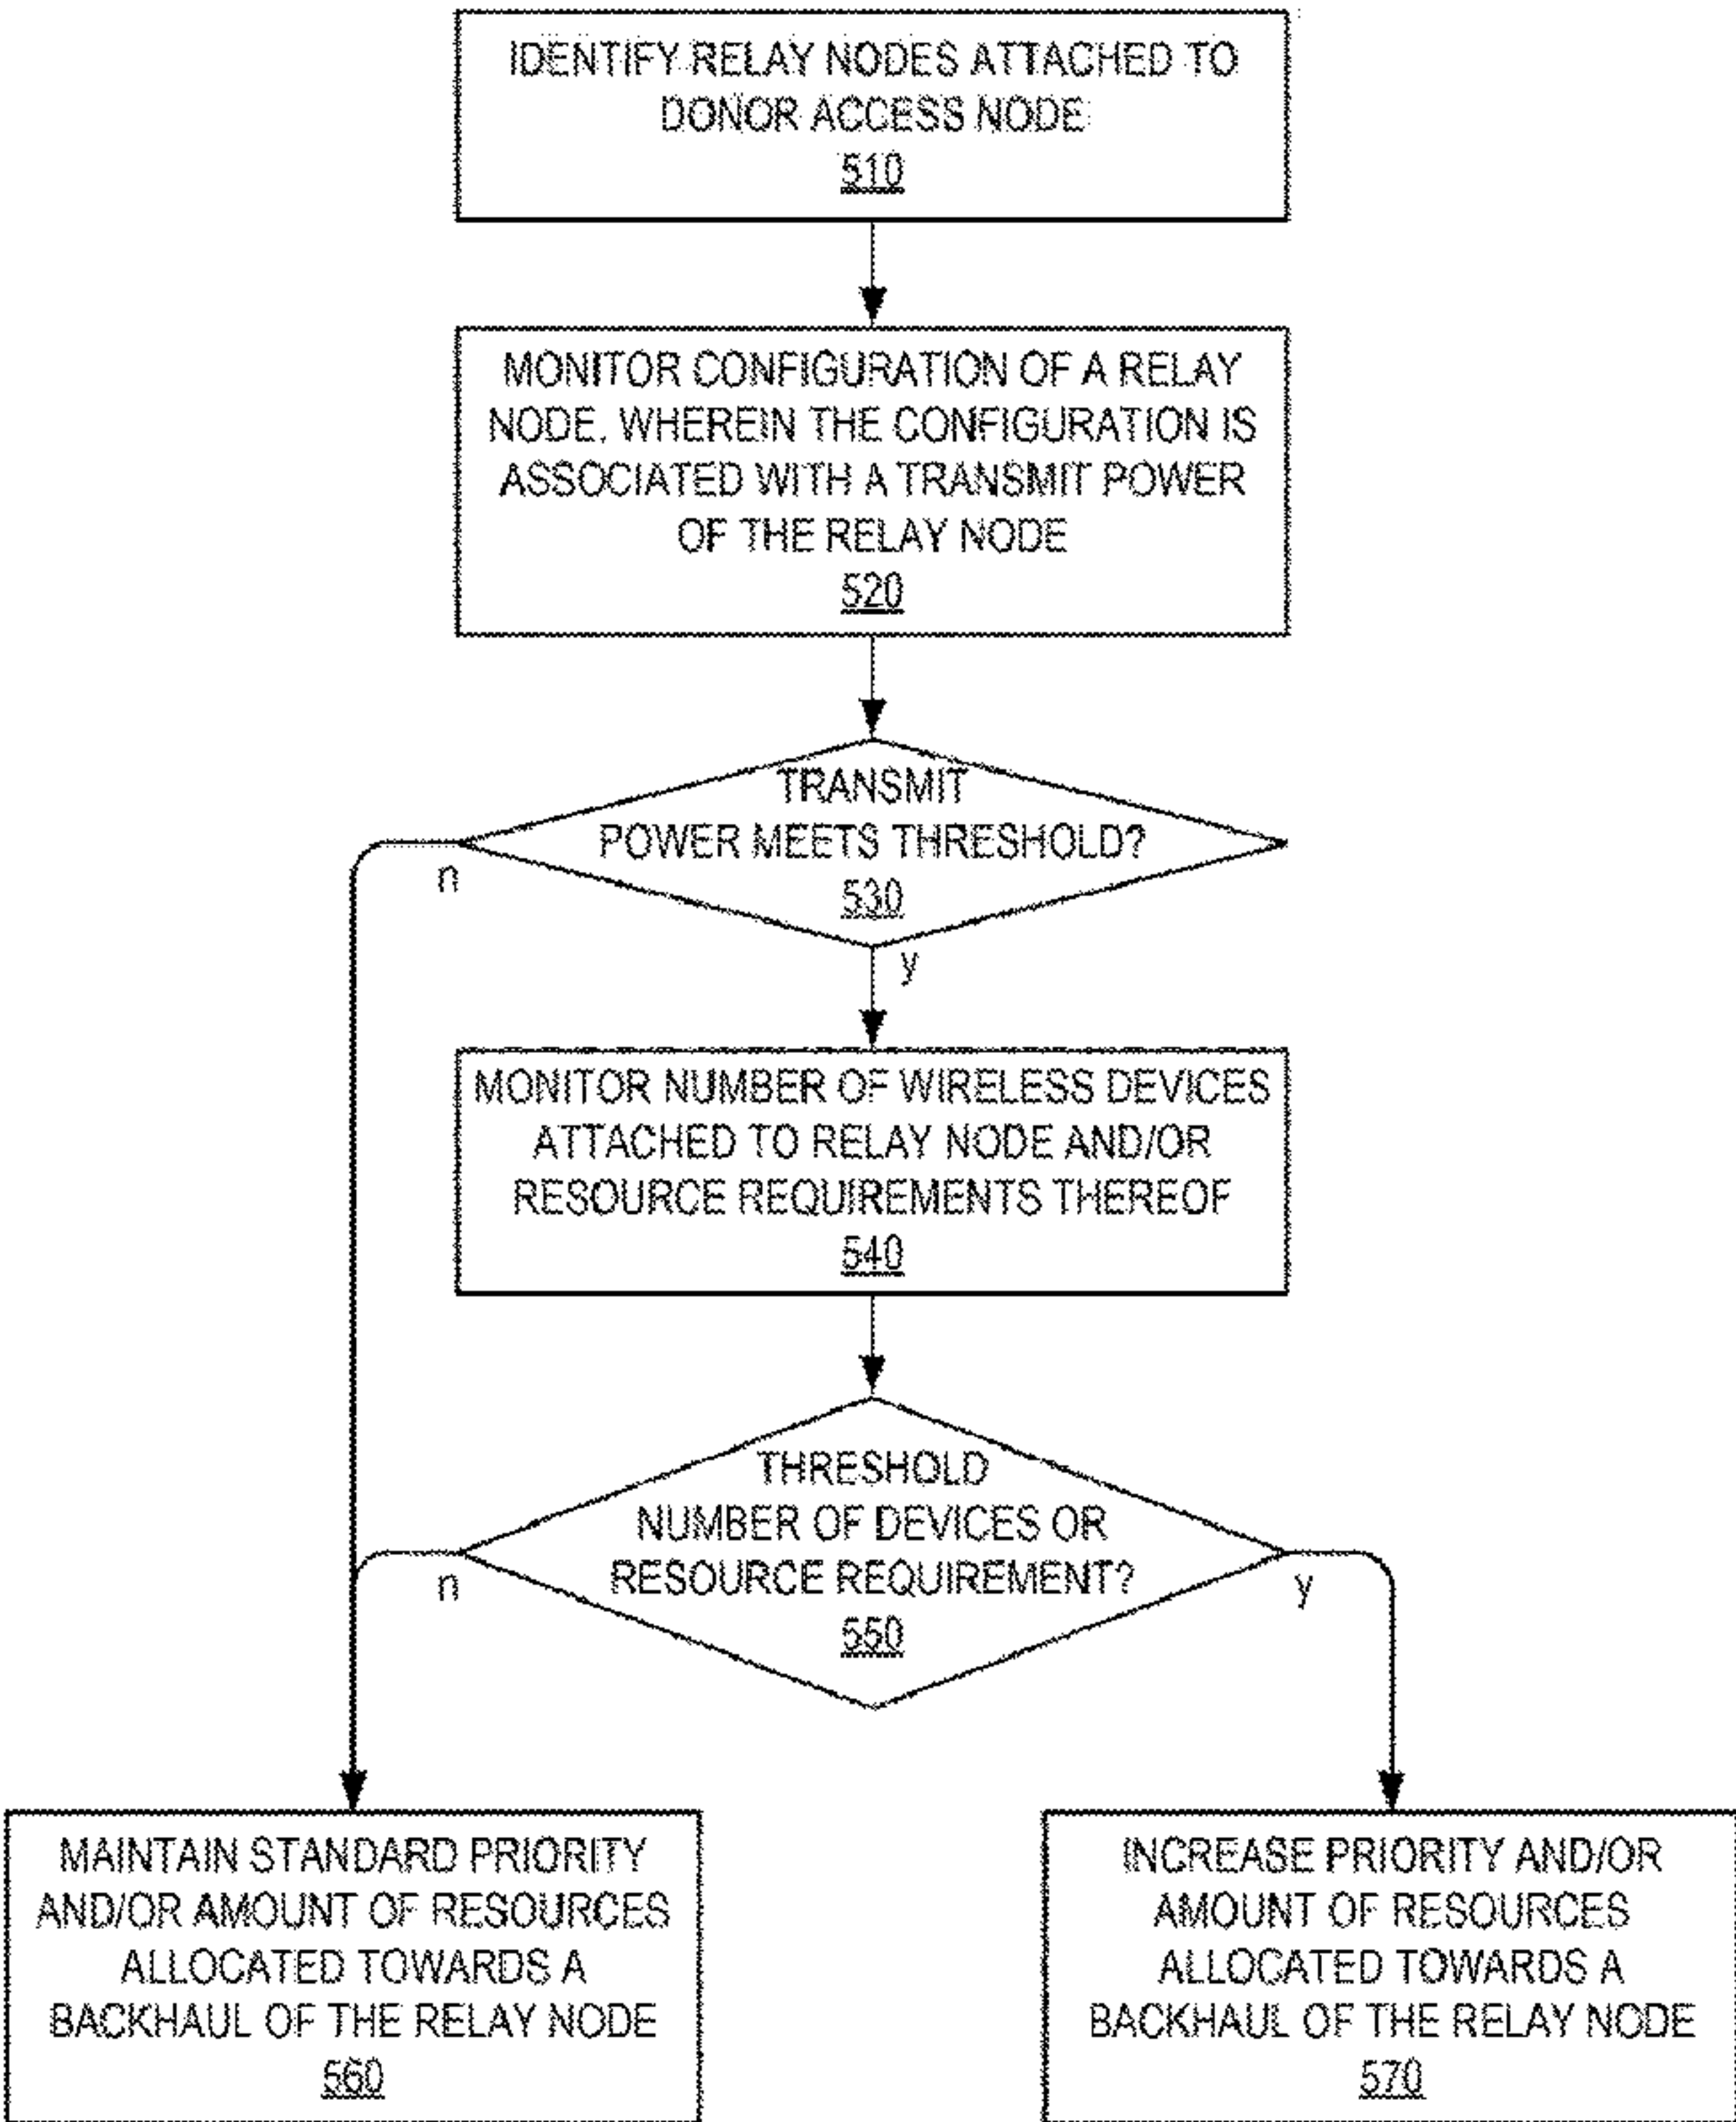 IDENTIFY RELAY NODES ATTACHED TO
DONOR ACCESS NODE
510
MONITOR CONFIGURATION OF A RELAY
NODE, WHEREIN THE CONFIGURATION IS
ASSOCIATED WITH A TRANSMIT POWER
OF THE RELAY NODE
520
TRANSMIT
POWER MEETS THRESHOLD?
530
n
y
MONITOR NUMBER OF WIRELESS DEVICES
ATTACHED TO RELAY NODE AND/OR
RESOURCE REQUIREMENTS THEREOF
540
THRESHOLD
NUMBER OF DEVICES OR
RESOURCE REQUIREMENT?
550
n
y
MAINTAIN STANDARD PRIORITY
AND/OR AMOUNT OF RESOURCES
ALLOCATED TOWARDS A
BACKHAUL OF THE RELAY NODE
560
INCREASE PRIORITY AND/OR
AMOUNT OF RESOURCES
ALLOCATED TOWARDS A
BACKHAUL OF THE RELAY NODE
570